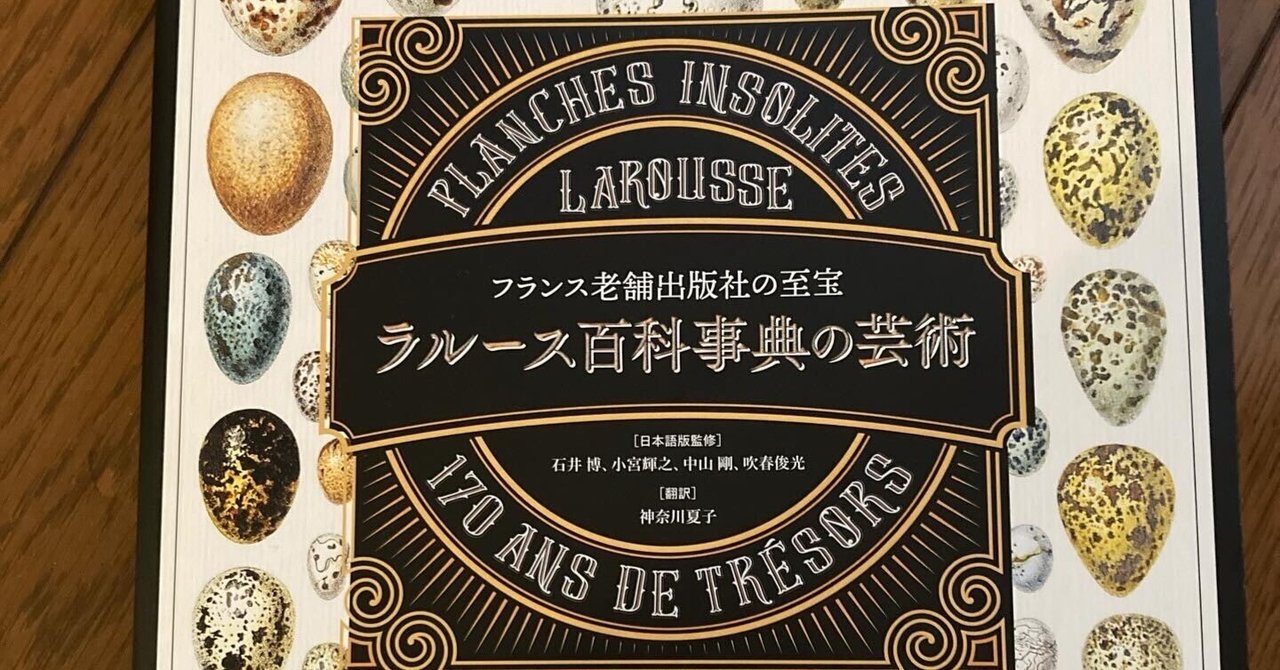 PLANCHES INSOLITES
LAROUSSE
フランス老舗出版社の至宝
ラルース百科事典の芸術
[日本語版監修]
石井 博、小宮輝之、中山 剛、吹春俊光
[翻訳]
神奈川夏子
170 ANS DE TRÉSORS